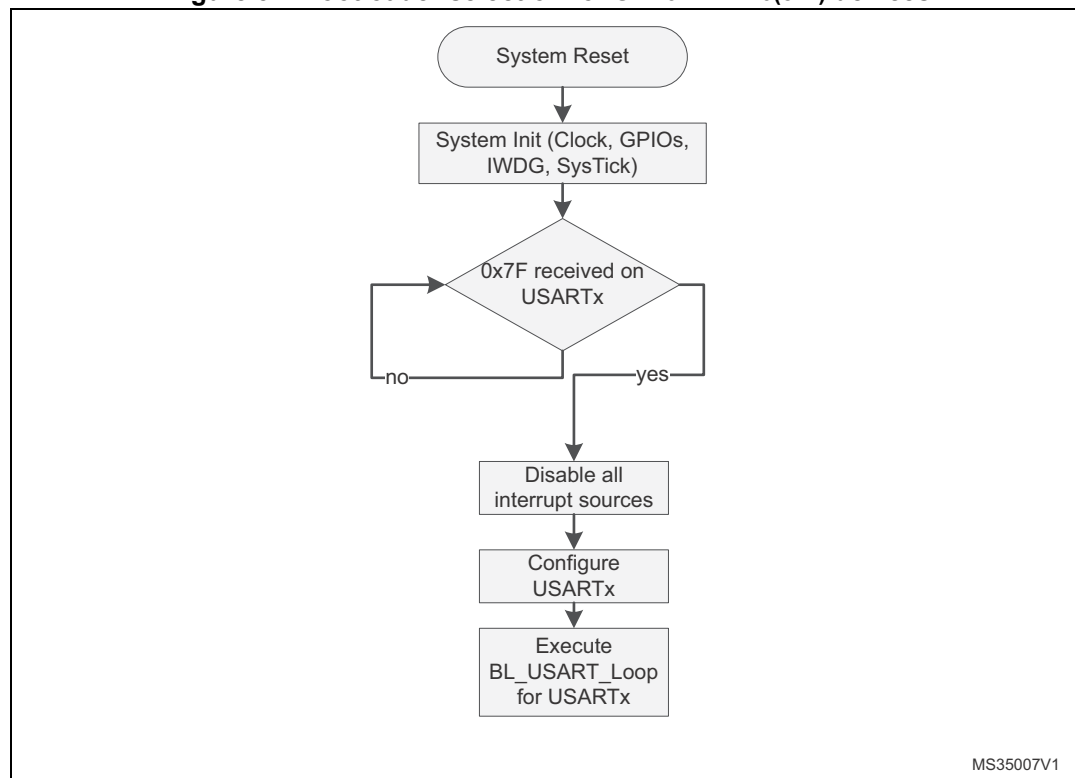 System Reset
System Init (Clock, GPIOs,
IWDG, SysTick)
0x7F received on
USARTx
no
yes
Disable all
interrupt sources
Configure
USARTx
Execute
BL_USART_Loop
for USARTx
MS35007V1